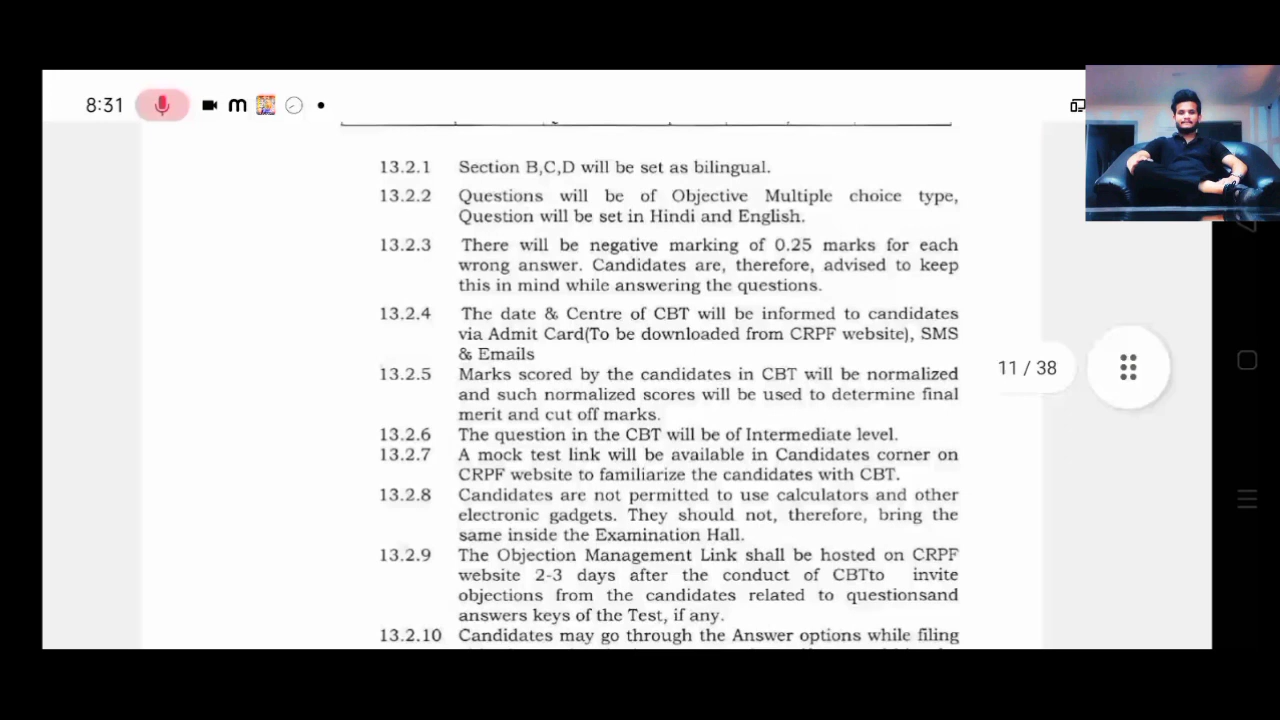 8:31
m
13.2.1 Section B,C,D will be set as bilingual.
13.2.2 Questions will be of Objective Multiple choice type,
Question will be set in Hindi and English.
13.2.3 There will be negative marking of 0.25 marks for each
wrong answer. Candidates are, therefore, advised to keep
this in mind while answering the questions.
13.2.4 The date & Centre of CBT will be informed to candidates
via Admit Card(To be downloaded from CRPF website), SMS
& Emails
13.2.5 Marks scored by the candidates in CBT will be normalized
and such normalized scores will be used to determine final
merit and cut off marks.
13.2.6 The question in the CBT will be of Intermediate level.
13.2.7 A mock test link will be available in Candidates corner on
CRPF website to familiarize the candidates with CBT.
13.2.8 Candidates are not permitted to use calculators and other
electronic gadgets. They should not, therefore, bring the
same inside the Examination Hall.
13.2.9 The Objection Management Link shall be hosted on CRPF
website 2-3 days after the conduct of CBTto invite
objections from the candidates related to questionsand
answers keys of the Test, if any.
13.2.10 Candidates may go through the Answer options while filing
11 / 38